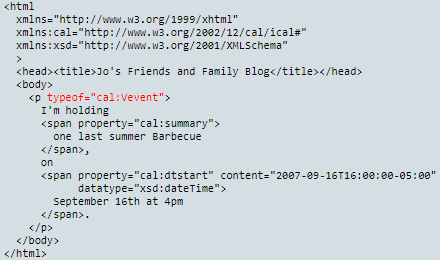 <html
xmlns="http://www.w3.org/1999/xhtml"
xmlns:cal="http://www.w3.org/2002/12/cal/ical#"
xmlns:xsd="http://www.w3.org/2001/XMLSchema"
>
<head><title>Jo's Friends and Family Blog</title></head>
<body>
<p typeof="cal:Vevent">
I'm holding
<span property="cal:summary">
one last summer Barbecue
</span>,
on
<span property="cal:dtstart" content="2007-09-16T16:00:00-05:00"
datatype="xsd:dateTime">
September 16th at 4pm
</span>.
</p>
</body>
</html>